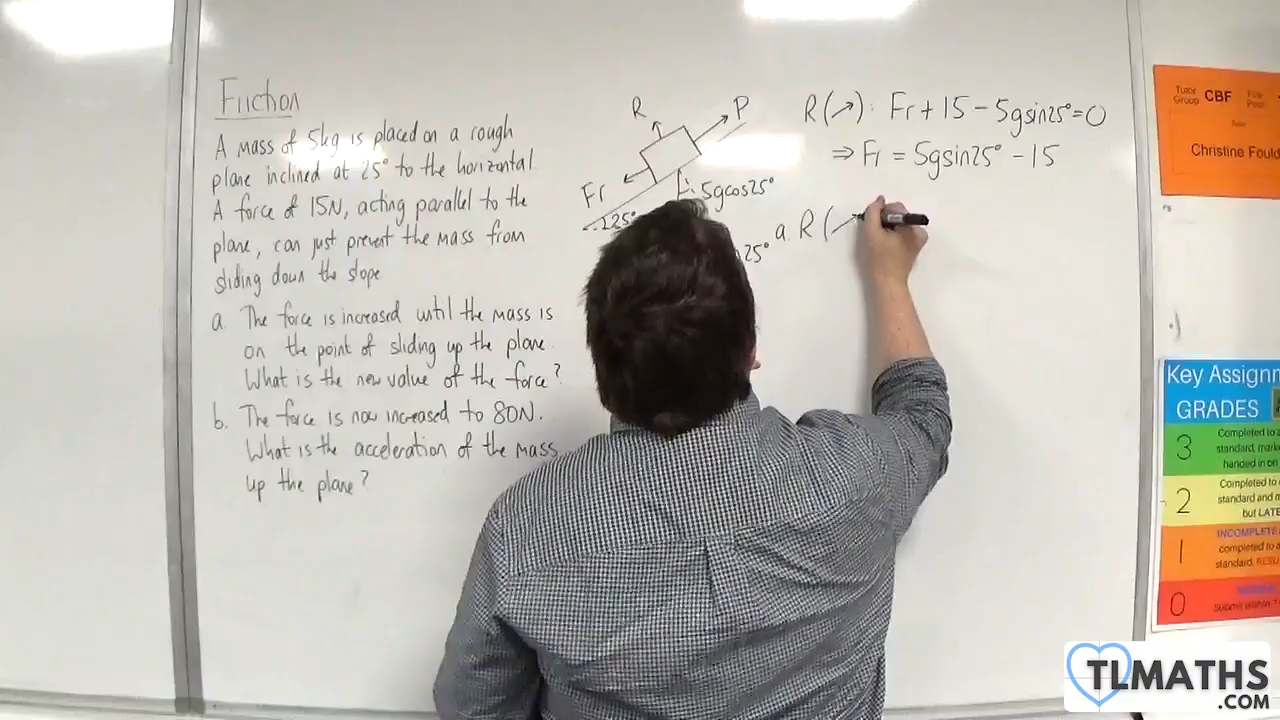 Friction
A mass of 5kg is placed on a rough
plane inclined at 25° to the horizontal.
A force of 15N, acting parallel to the
plane, can just prevent the mass from
sliding down the slope
a. The force is increased until the mass is
on the point of sliding up the plane.
What is the new value of the force?
b. The force is now increased to 80N.
What is the acceleration of the mass
up the plane?
R
P
Fr
25°
5gcos25°
25°
R(↗): Fr + 15 - 5gsin25° = 0
⇒ Fr = 5gsin25° - 15
a. R(↗
Tutor Group CBF
Tutor
Christine Fould
Key Assignm
GRADES
3 Completed to a
standard, mark
handed in on
2 Completed to
standard and
but LATE
1 INCOMPLETE
completed to a
standard. RESU
0
Submit within
TLMATHS
.COM